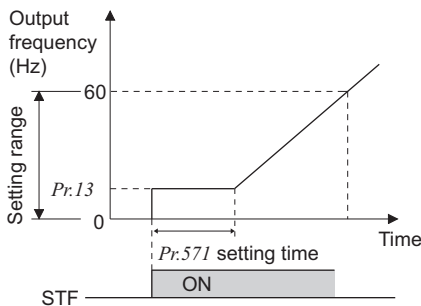 Output
frequency
(Hz)
60
Setting range
Pr.13
0
Time
Pr.571 setting time
ON
STF